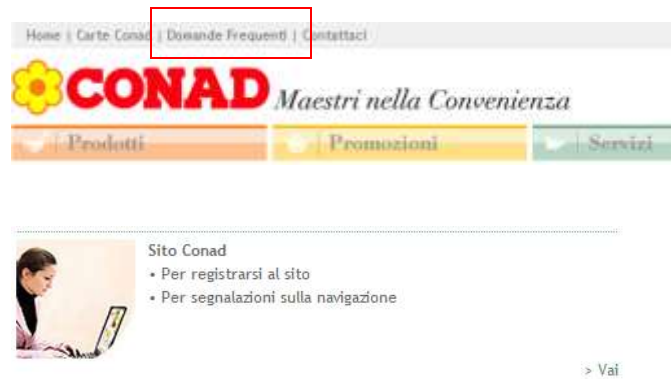 Home | Carte Conad | Domande Frequenti | Contattaci
CONAD Maestri nella Convenienza
Prodotti
Promozioni
Servizi
Sito Conad
• Per registrarsi al sito
• Per segnalazioni sulla navigazione
> Vai